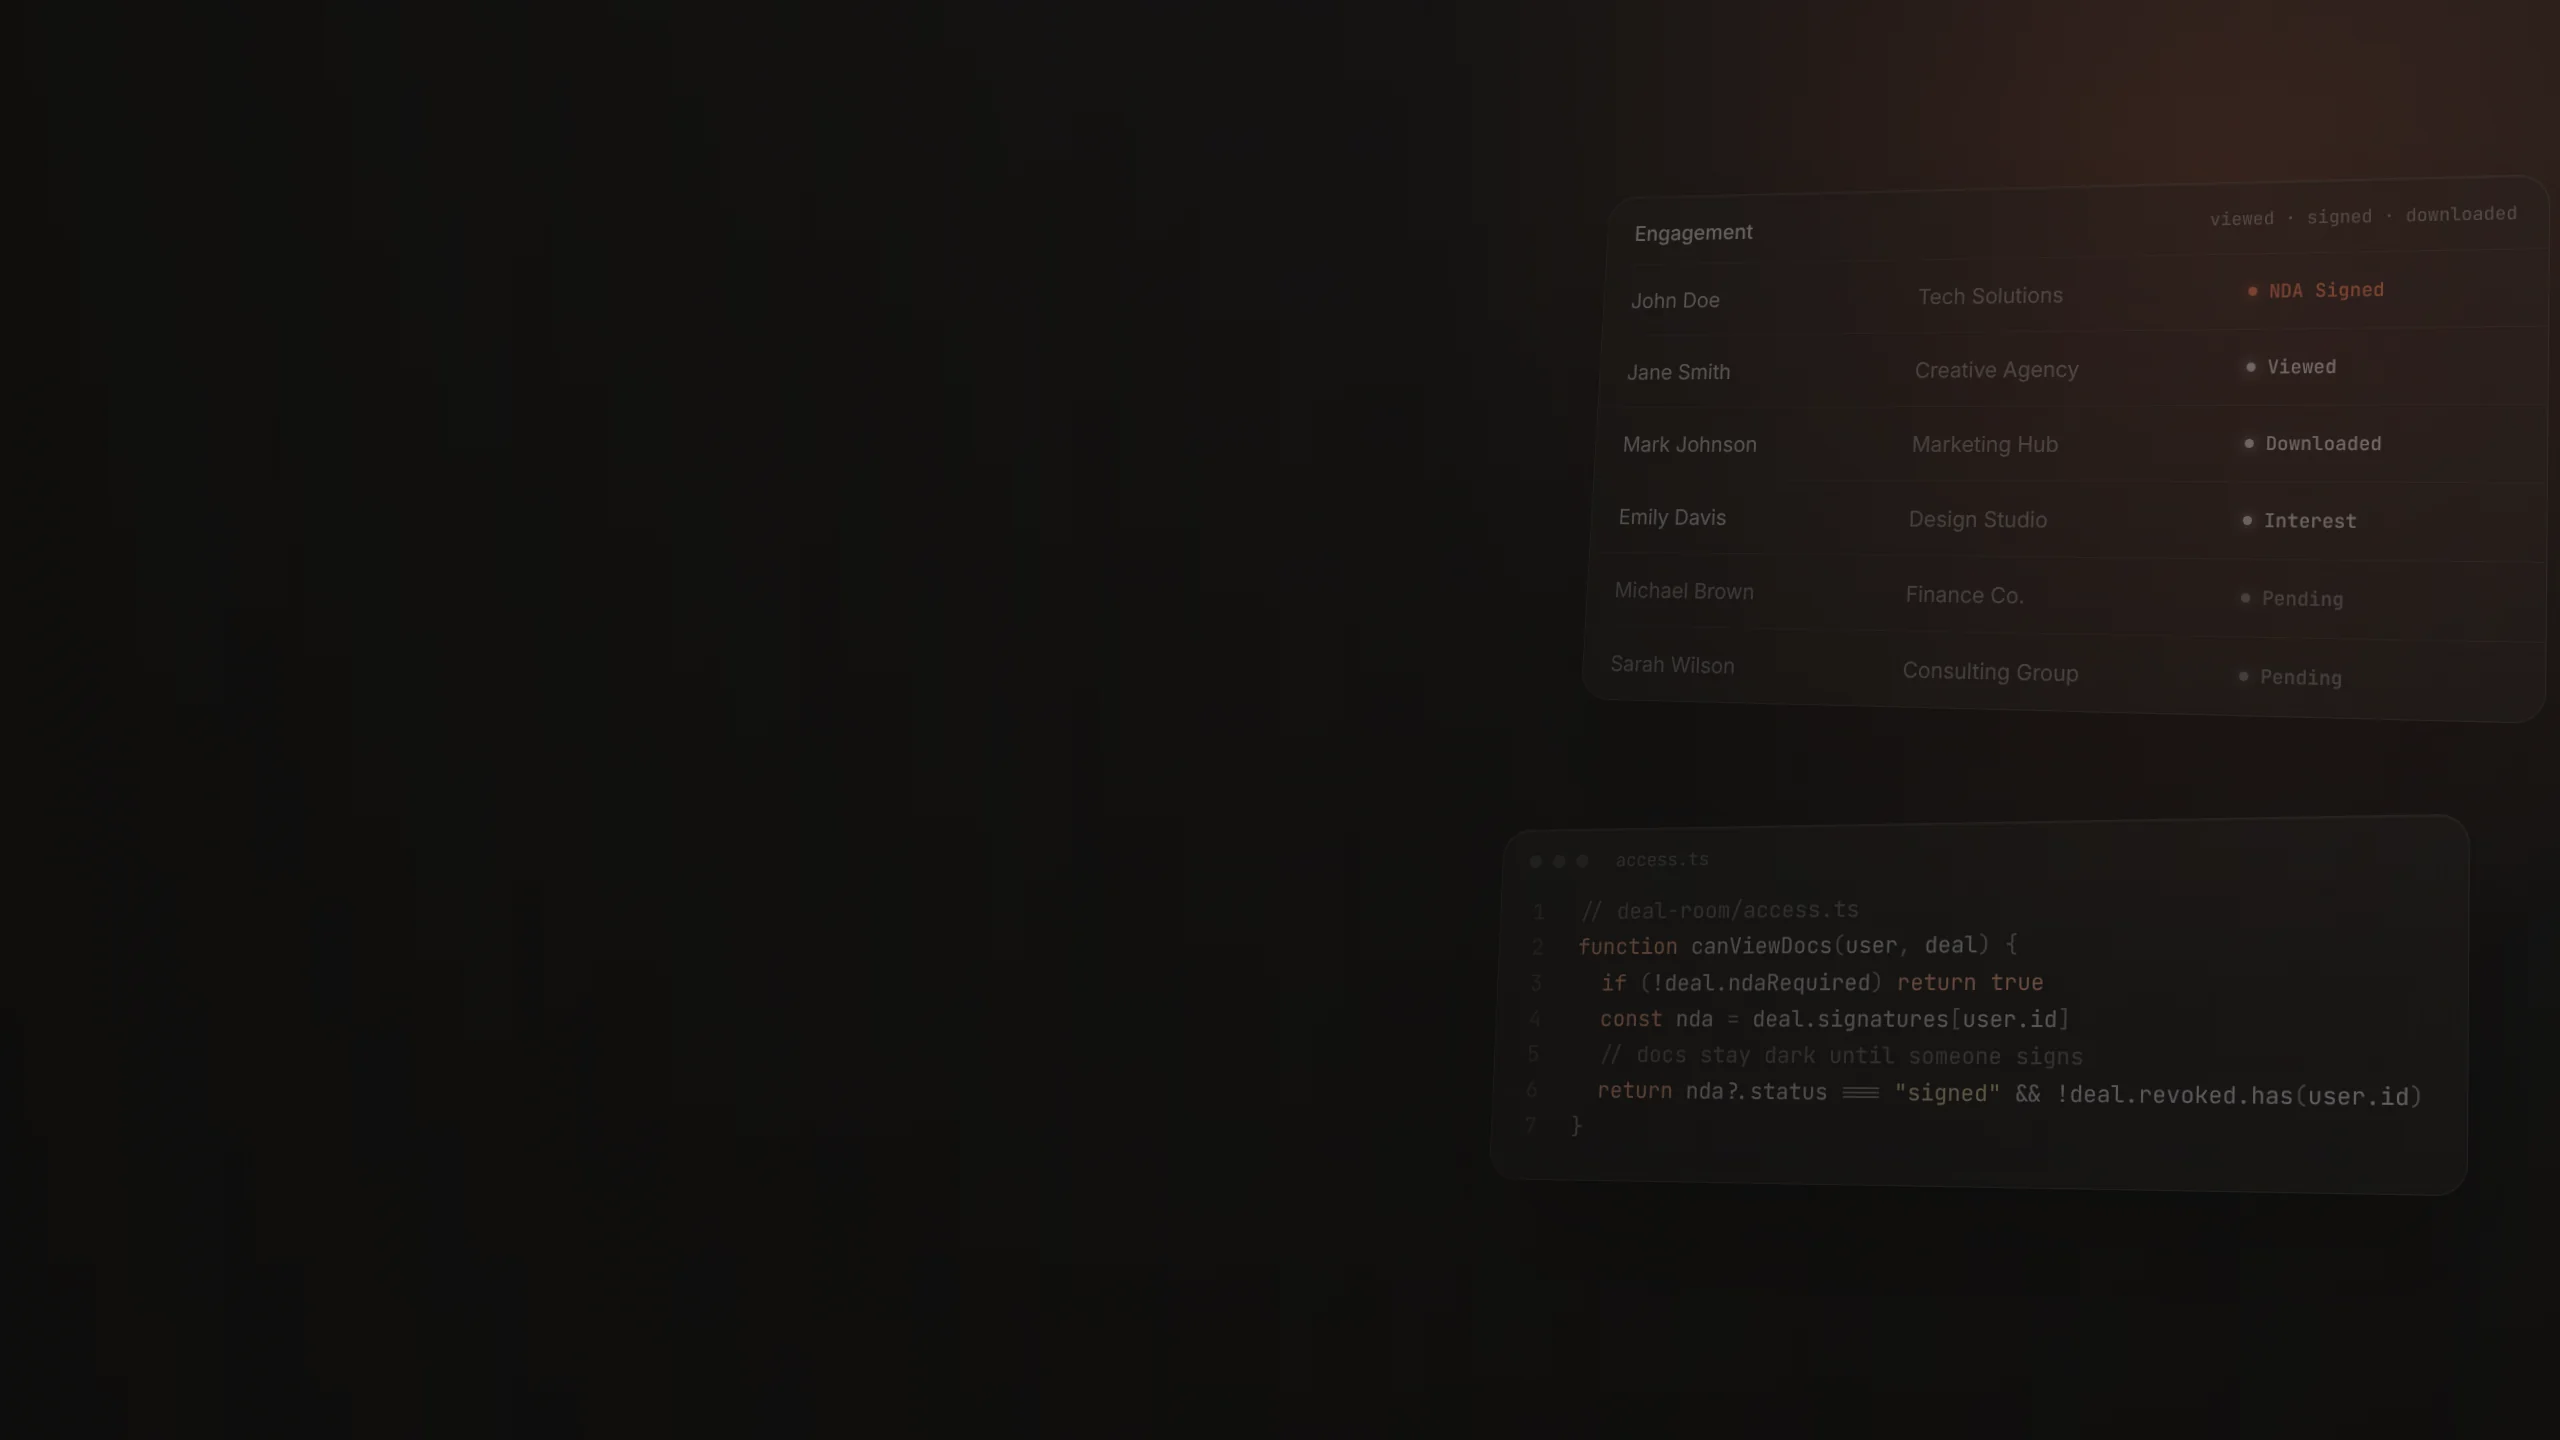 Engagement viewed · signed · downloaded
John Doe Tech Solutions NDA Signed
Jane Smith Creative Agency Viewed
Mark Johnson Marketing Hub Downloaded
Emily Davis Design Studio Interest
Michael Brown Finance Co. Pending
Sarah Wilson Consulting Group Pending
access.ts
1 // deal-room/access.ts
2 function canViewDocs(user, deal) {
3 if (!deal.ndaRequired) return true
4 const nda = deal.signatures[user.id]
5 // docs stay dark until someone signs
6 return nda?.status === "signed" && !deal.revoked.has(user.id)
7 }